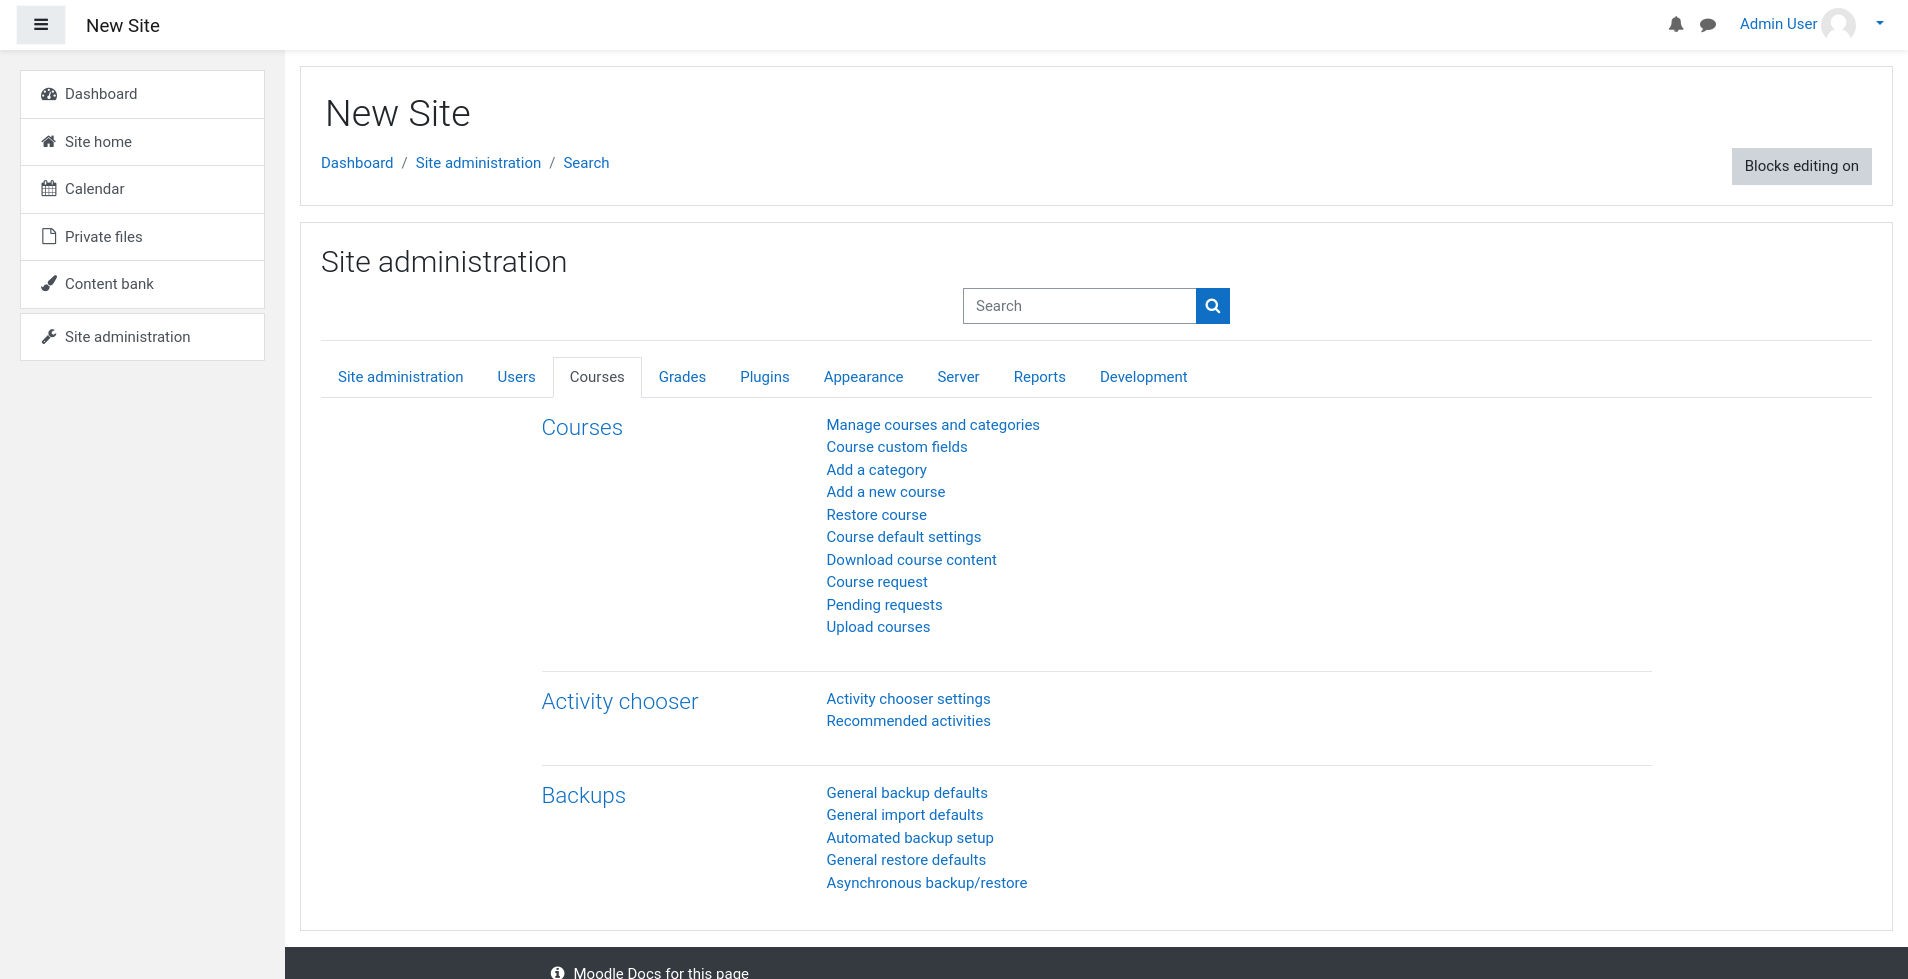 New Site
Admin User
Dashboard
Site home
Calendar
Private files
Content bank
Site administration
New Site
Dashboard / Site administration / Search
Blocks editing on
Site administration
Search
Site administration Users Courses Grades Plugins Appearance Server Reports Development
Courses
Manage courses and categories
Course custom fields
Add a category
Add a new course
Restore course
Course default settings
Download course content
Course request
Pending requests
Upload courses
Activity chooser
Activity chooser settings
Recommended activities
Backups
General backup defaults
General import defaults
Automated backup setup
General restore defaults
Asynchronous backup/restore
Moodle Docs for this page